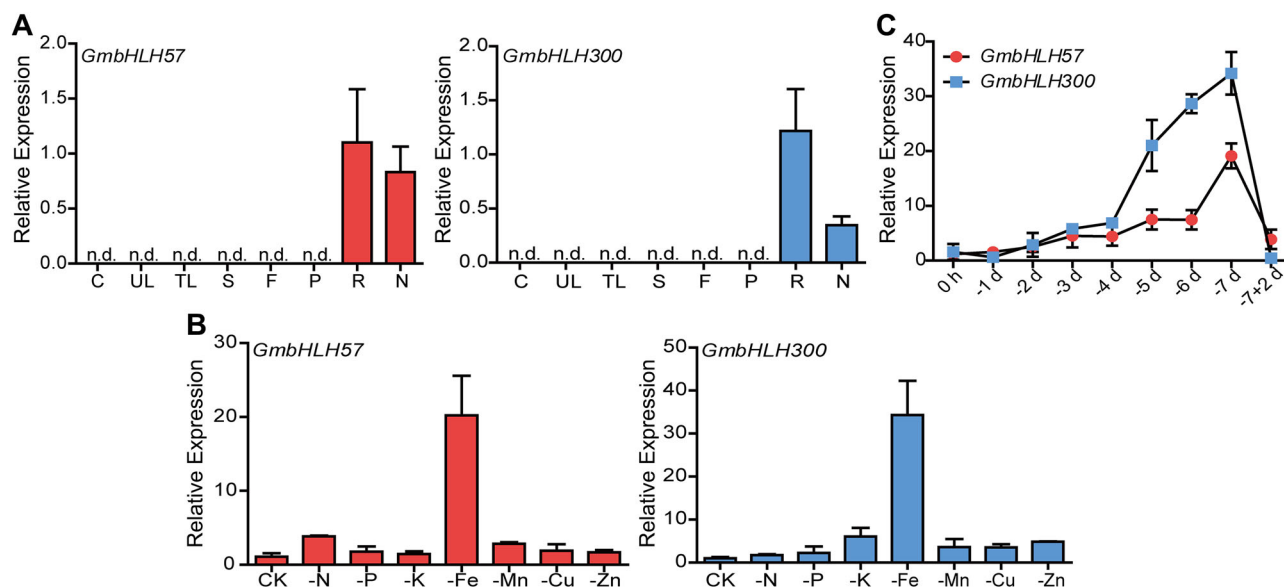 A
GmbHLH57
Relative Expression
2.0
1.5
1.0
0.5
0.0
n.d. n.d. n.d. n.d. n.d. n.d.
C UL TL S F P R N
GmbHLH300
Relative Expression
2.0
1.5
1.0
0.5
0.0
n.d. n.d. n.d. n.d. n.d. n.d.
C UL TL S F P R N
C
GmbHLH57
GmbHLH300
Relative Expression
40
30
20
10
0
0 h -1 d -2 d -3 d -4 d -5 d -6 d -7 d -7+2 d
B
GmbHLH57
Relative Expression
30
20
10
0
CK -N -P -K -Fe -Mn -Cu -Zn
GmbHLH300
Relative Expression
50
40
30
20
10
0
CK -N -P -K -Fe -Mn -Cu -Zn